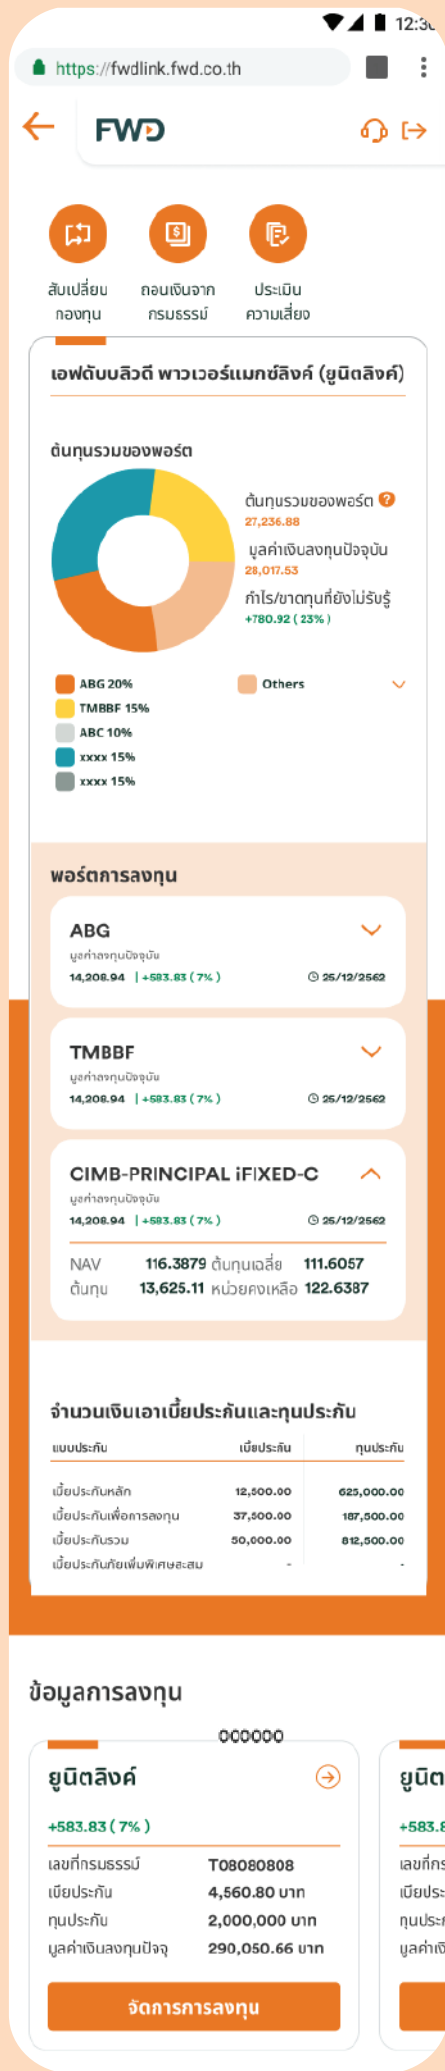 12:30
https://fwdlink.fwd.co.th
FWD
สับเปลี่ยน
กองทุน
ถอนเงินจาก
กรมธรรม์
ประเมิน
ความเสี่ยง
เอฟดับบลิวดี พาวเวอร์แมกซ์ลิงค์ (ยูนิตลิงค์)
ต้นทุนรวมของพอร์ต
ต้นทุนรวมของพอร์ต ?
27,236.88
มูลค่าเงินลงทุนปัจจุบัน
28,017.53
กำไร/ขาดทุนที่ยังไม่รับรู้
+780.92 ( 23% )
ABG 20% Others
TMBBF 15%
ABC 10%
xxxx 15%
xxxx 15%
พอร์ตการลงทุน
ABG
มูลค่าลงทุนปัจจุบัน
14,208.94 | +583.83 ( 7% ) 25/12/2562
TMBBF
มูลค่าลงทุนปัจจุบัน
14,208.94 | +583.83 ( 7% ) 25/12/2562
CIMB-PRINCIPAL iFIXED-C
มูลค่าลงทุนปัจจุบัน
14,208.94 | +583.83 ( 7% ) 25/12/2562
NAV 116.3879 ต้นทุนเฉลี่ย 111.6057
ต้นทุน 13,625.11 หน่วยคงเหลือ 122.6387
จำนวนเงินเอาเบี้ยประกันและทุนประกัน
แบบประกัน เบี้ยประกัน ทุนประกัน
เบี้ยประกันหลัก 12,500.00 625,000.00
เบี้ยประกันเพื่อการลงทุน 37,500.00 187,500.00
เบี้ยประกันรวม 50,000.00 812,500.00
เบี้ยประกันภัยเพิ่มพิเศษสะสม - -
ข้อมูลการลงทุน
000000
ยูนิตลิงค์
+583.83 ( 7% )
เลขที่กรมธรรม์ T08080808
เบี้ยประกัน 4,560.80 บาท
ทุนประกัน 2,000,000 บาท
มูลค่าเงินลงทุนปัจจุ 290,050.66 บาท
จัดการการลงทุน
ยูนิต
+583.8
เลขที่กร
เบี้ยประ
ทุนประก
มูลค่าเงิ